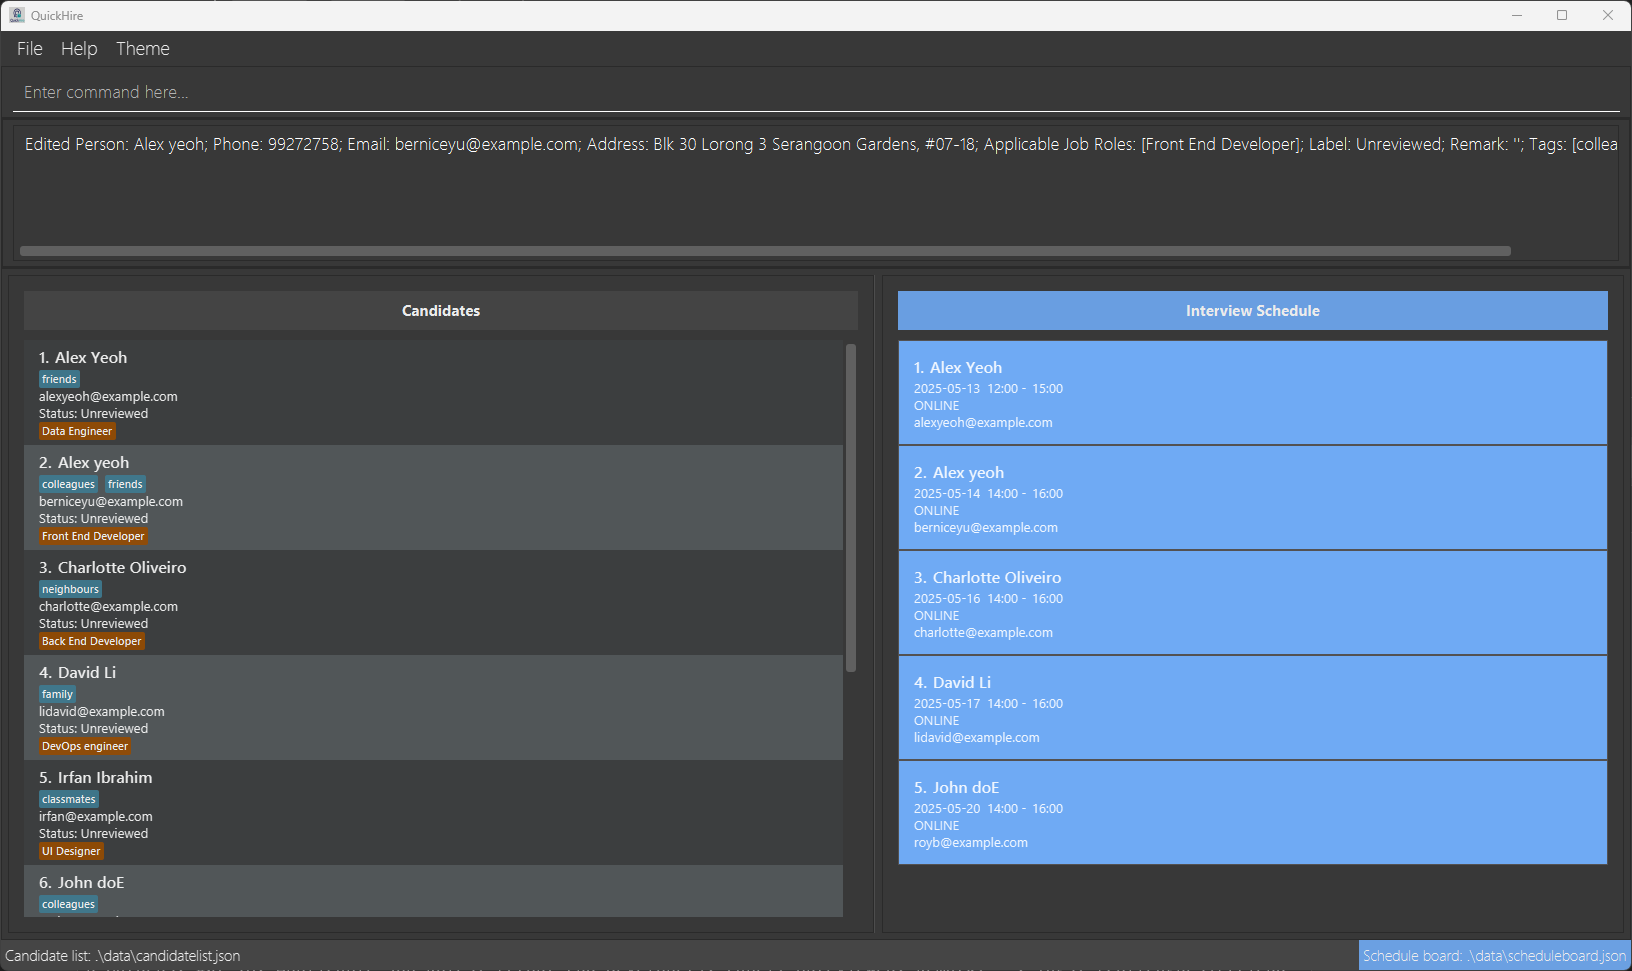 QuickHire
File Help Theme
Enter command here...
Edited Person: Alex yeoh; Phone: 99272758; Email: berniceyu@example.com; Address: Blk 30 Lorong 3 Serangoon Gardens, #07-18; Applicable Job Roles: [Front End Developer]; Label: Unreviewed; Remark: ''; Tags: [collea
Candidates
1. Alex Yeoh
friends
alexyeoh@example.com
Status: Unreviewed
Data Engineer
2. Alex yeoh
colleagues friends
berniceyu@example.com
Status: Unreviewed
Front End Developer
3. Charlotte Oliveiro
neighbours
charlotte@example.com
Status: Unreviewed
Back End Developer
4. David Li
family
lidavid@example.com
Status: Unreviewed
DevOps engineer
5. Irfan Ibrahim
classmates
irfan@example.com
Status: Unreviewed
UI Designer
6. John doE
colleagues
Interview Schedule
1. Alex Yeoh
2025-05-13 12:00 - 15:00
ONLINE
alexyeoh@example.com
2. Alex yeoh
2025-05-14 14:00 - 16:00
ONLINE
berniceyu@example.com
3. Charlotte Oliveiro
2025-05-16 14:00 - 16:00
ONLINE
charlotte@example.com
4. David Li
2025-05-17 14:00 - 16:00
ONLINE
lidavid@example.com
5. John doE
2025-05-20 14:00 - 16:00
ONLINE
royb@example.com
Candidate list: .\data\candidatelist.json
Schedule board: .\data\scheduleboard.json